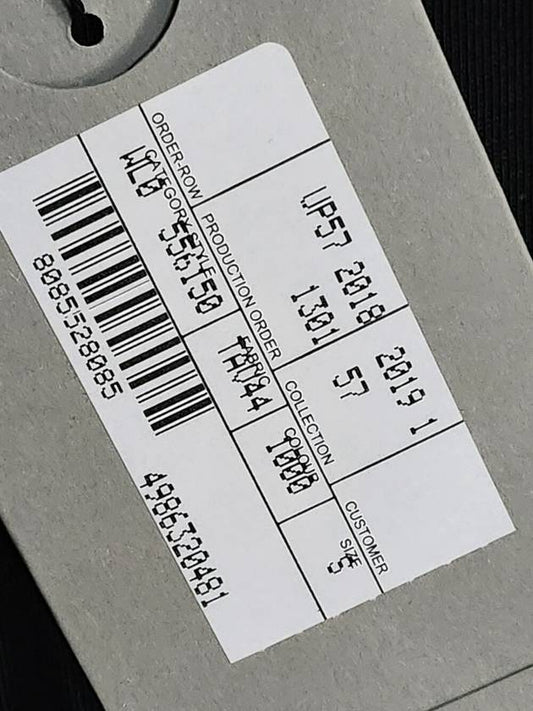 ORDER-ROW PRODUCTION ORDER COLLECTION CUSTOMER
UP57 2018 2019 1
1301 57
CATEGORY STYLE FABRIC COLOUR SIZE
WL0 556150 TAU44 1000 S
8085528085 4986320481